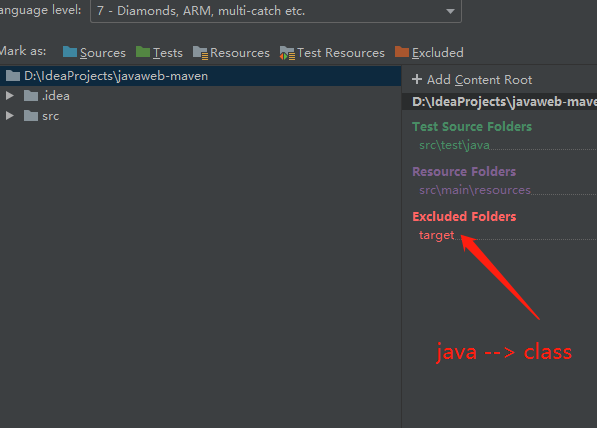 anguage level: 7 - Diamonds, ARM, multi-catch etc.
Mark as: Sources Tests Resources Test Resources Excluded
D:\IdeaProjects\javaweb-maven
.idea
src
+ Add Content Root
D:\IdeaProjects\javaweb-mave
Test Source Folders
src\test\java
Resource Folders
src\main\resources
Excluded Folders
target
java --> class